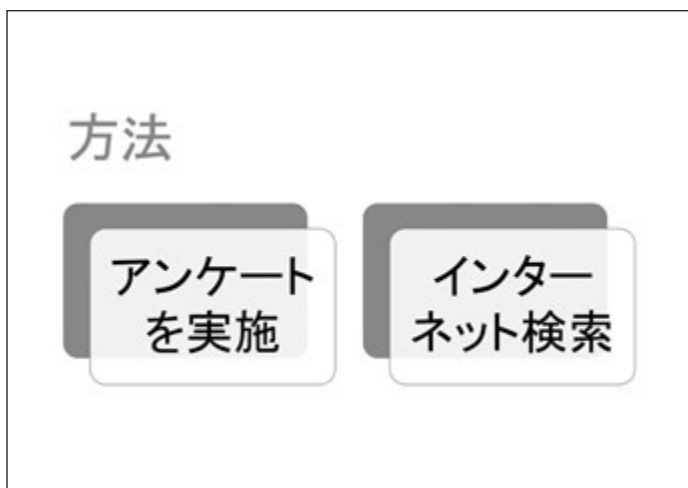 方法
アンケート
を実施
インター
ネット検索